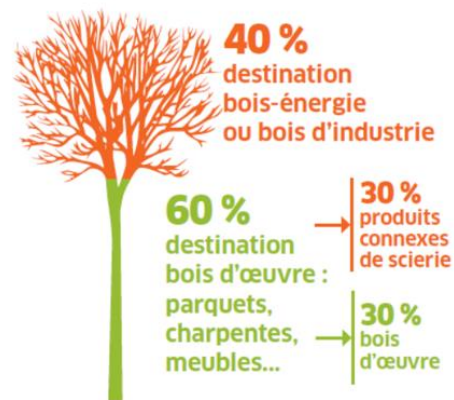 40 %
destination
bois-énergie
ou bois d'industrie
60 %
destination
bois d'œuvre :
parquets,
charpentes,
meubles...
30 %
produits
connexes
de scierie
30 %
bois
d'œuvre